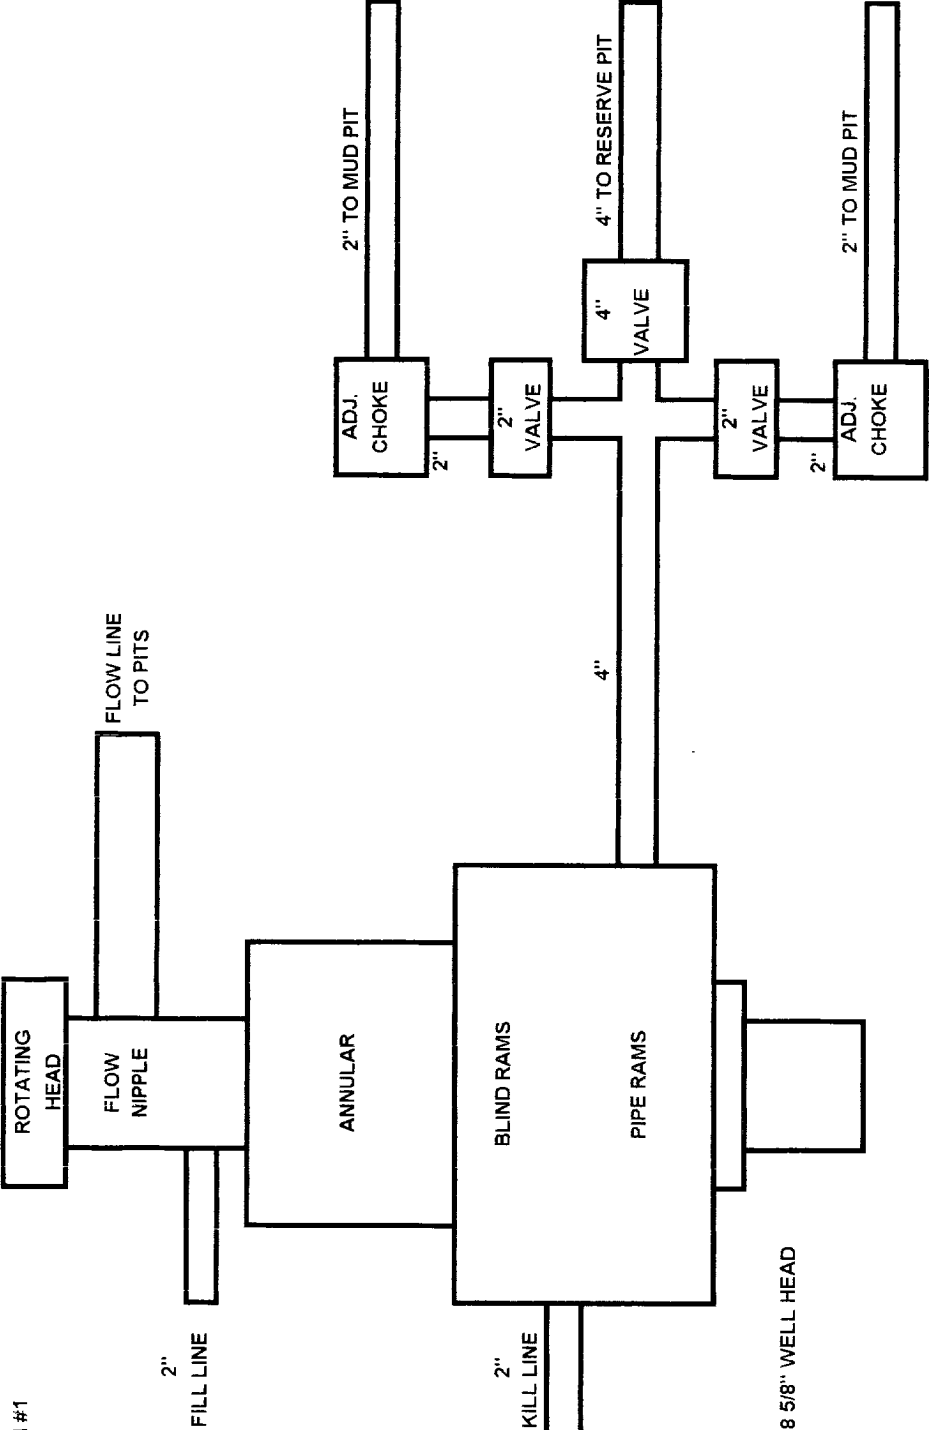 #1
ROTATING
HEAD
FLOW
NIPPLE
FLOW LINE
TO PITS
2"
FILL LINE
ANNULAR
BLIND RAMS
PIPE RAMS
2"
KILL LINE
8 5/8" WELL HEAD
4"
ADJ.
CHOKE
2"
2"
VALVE
2" TO MUD PIT
4"
VALVE
4" TO RESERVE PIT
2"
VALVE
2"
ADJ.
CHOKE
2" TO MUD PIT